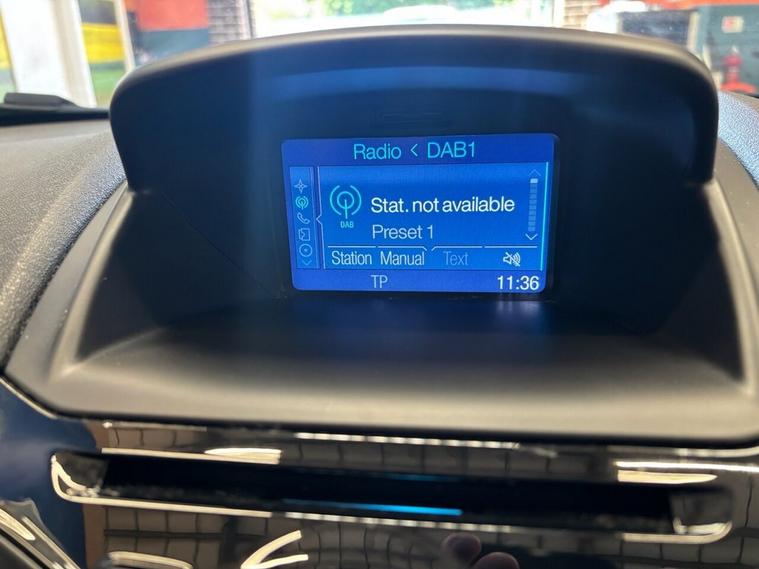 Radio < DAB1
DAB
Stat. not available
Preset 1
Station Manual Text
TP 11:36